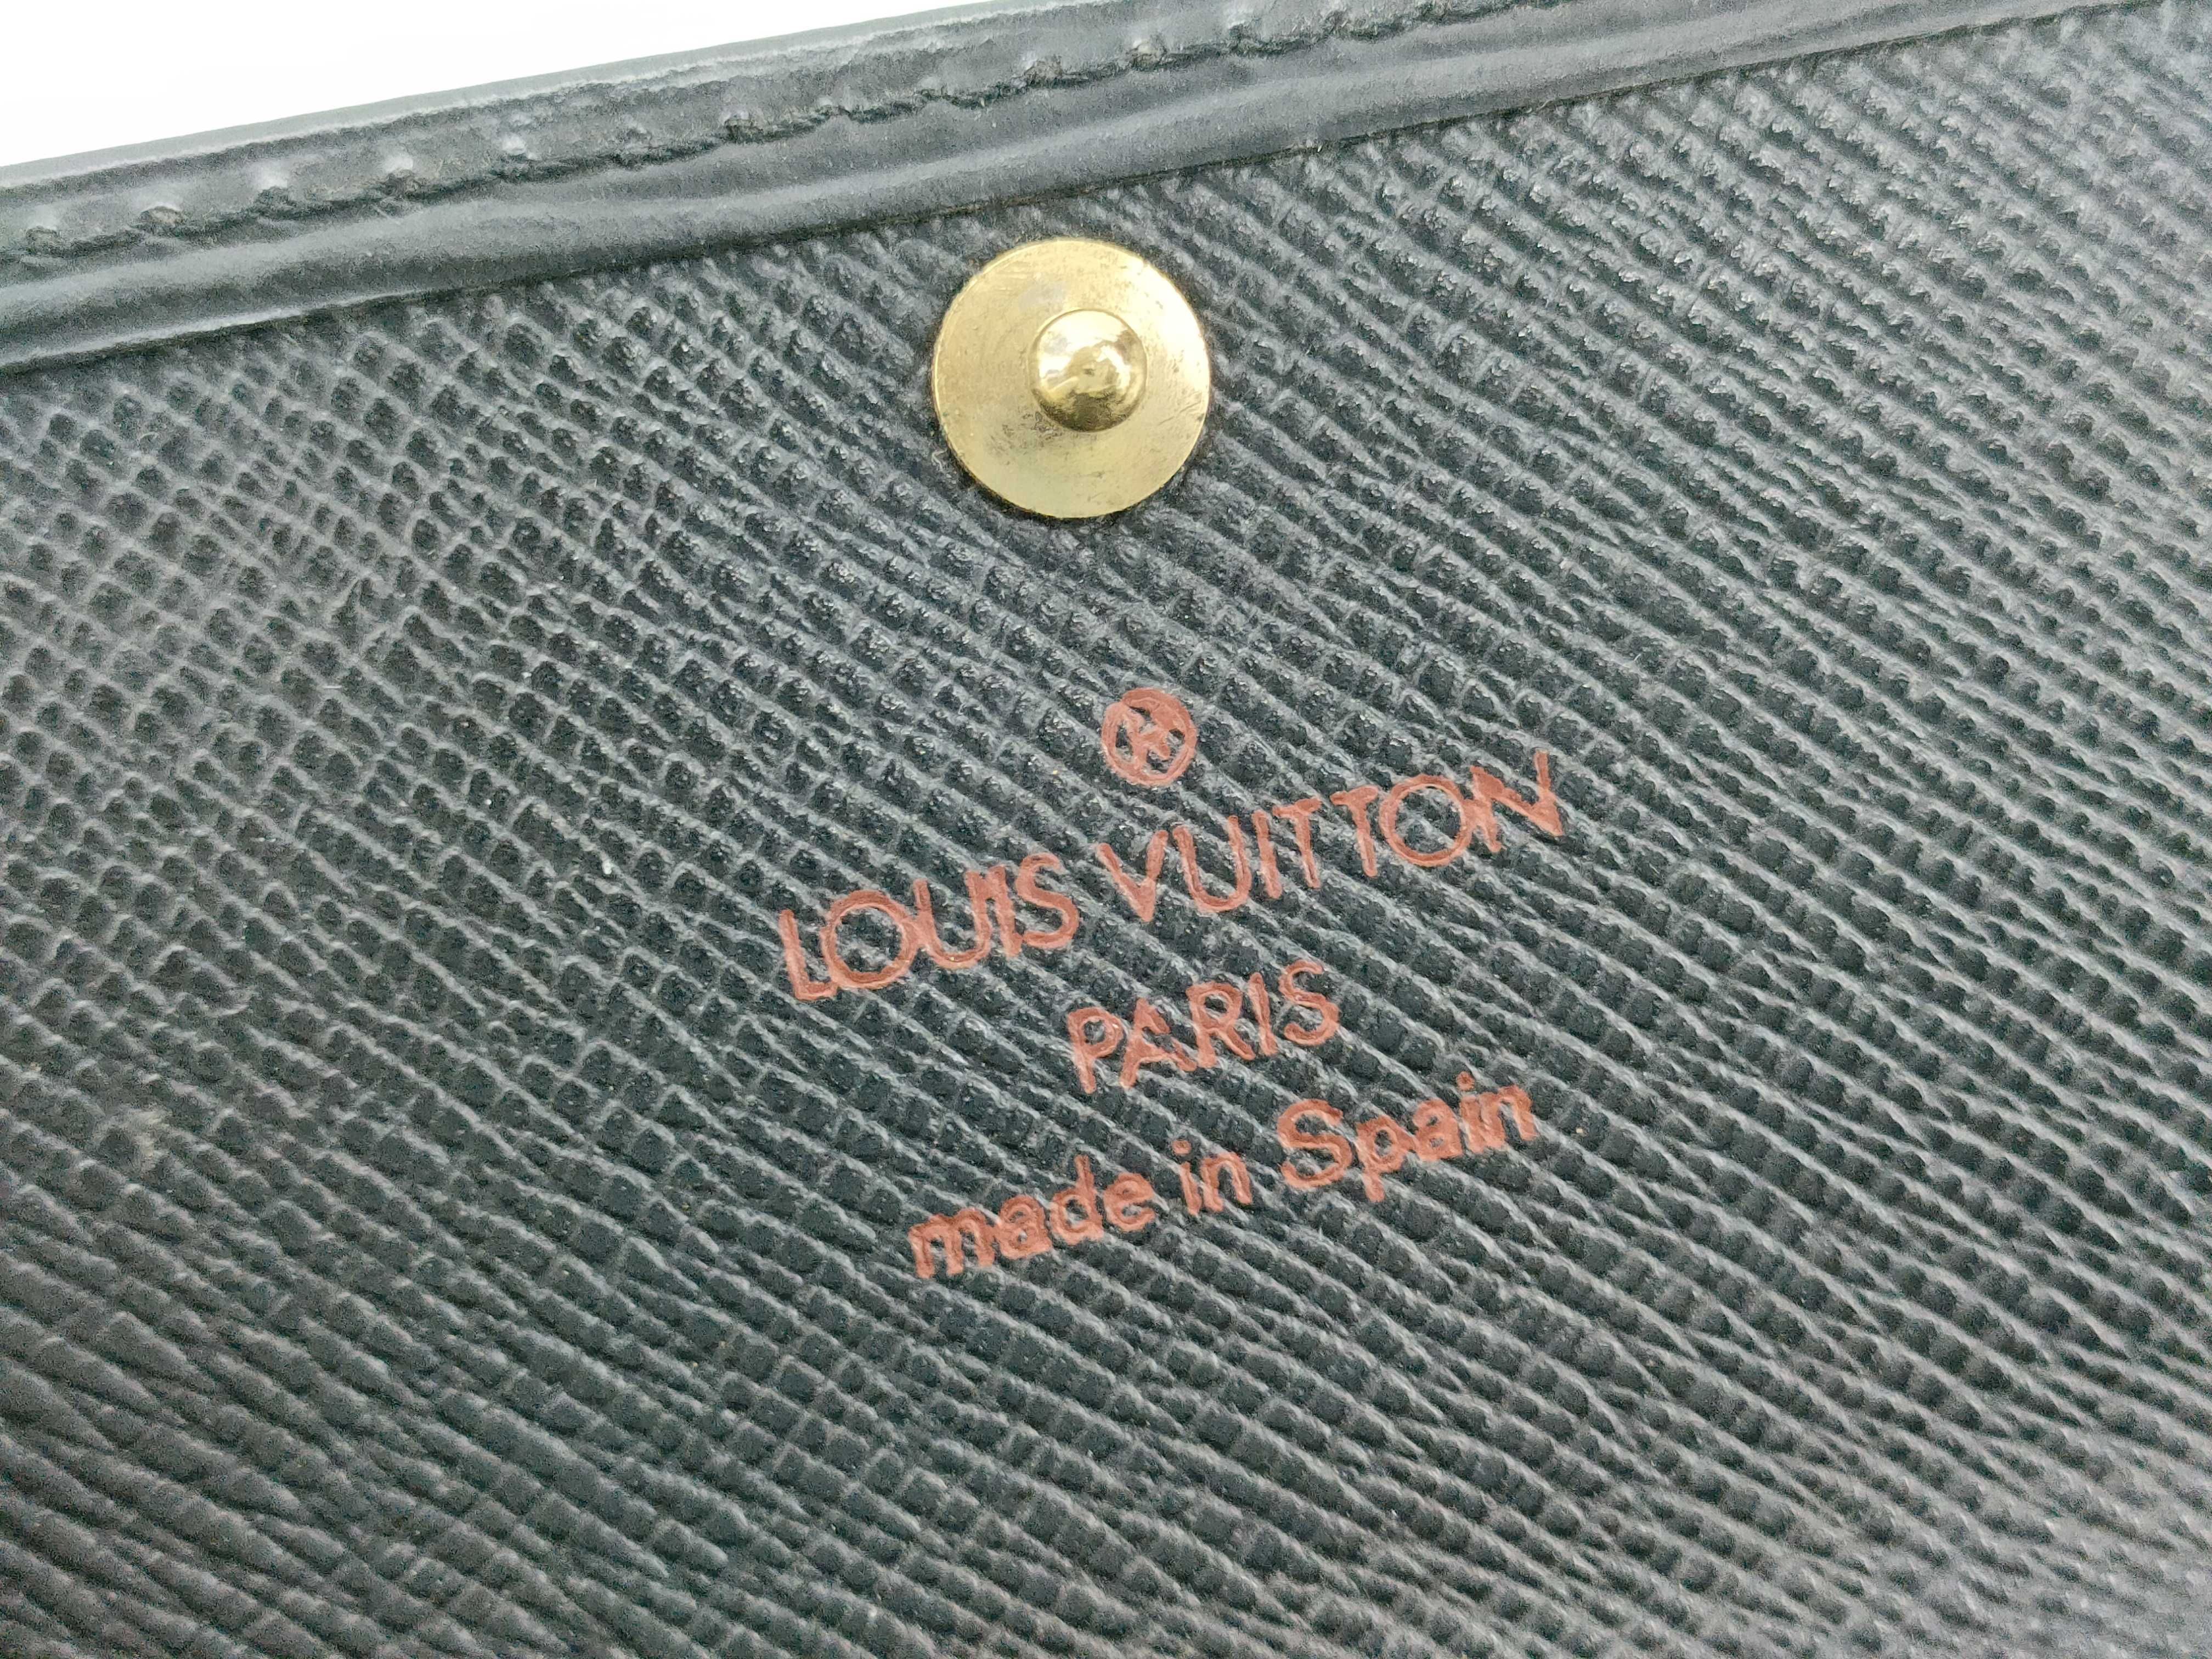 ®
LOUIS VUITTON
PARIS
made in Spain